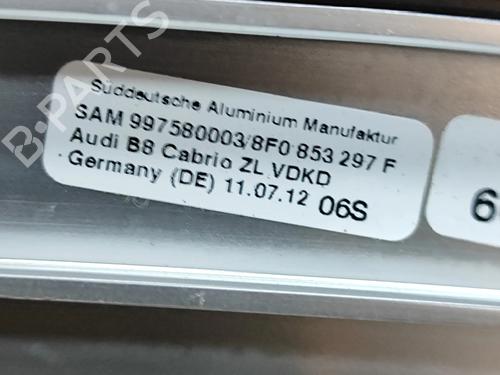 B-PARTS
Süddeutsche Aluminium Manufaktur
SAM 997580003/8F0 853 297 F
Audi B8 Cabrio ZL.VDKD
Germany (DE) 11.07.12 06S
6